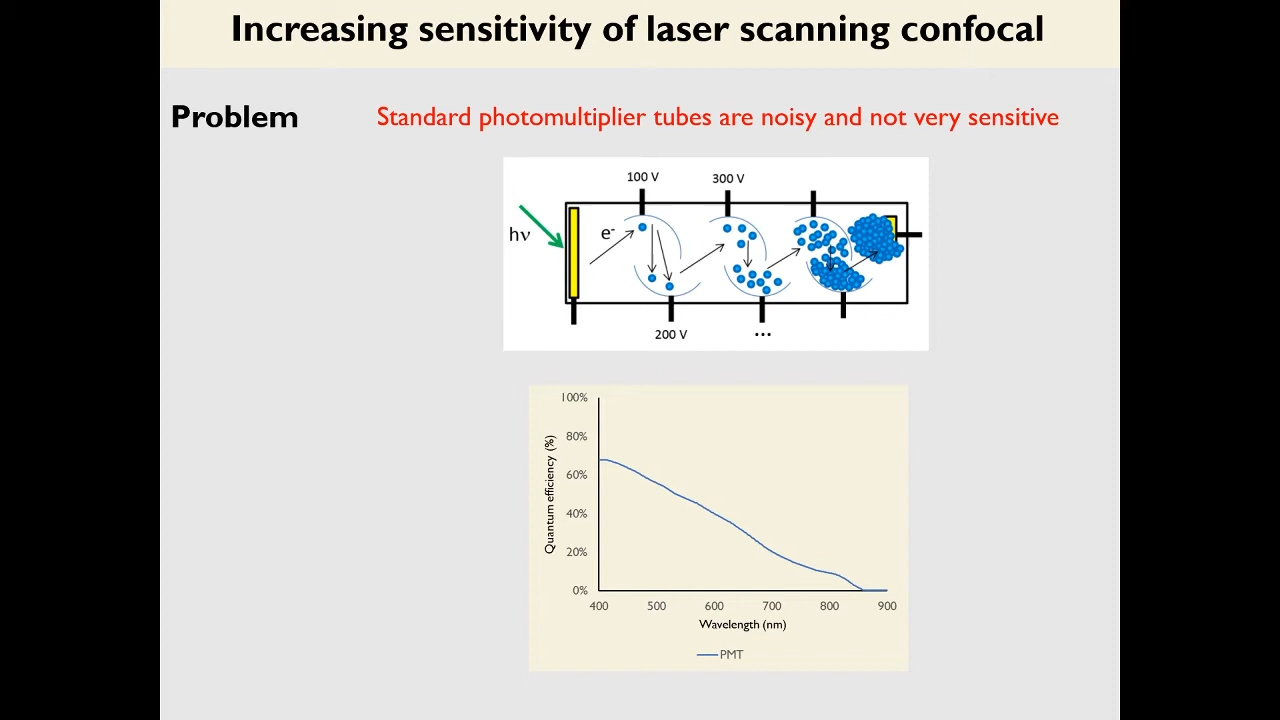 Increasing sensitivity of laser scanning confocal
Problem
Standard photomultiplier tubes are noisy and not very sensitive
100 V
300 V
hν
e-
200 V
...
100%
80%
60%
40%
20%
0%
Quantum efficiency (%)
400 500 600 700 800 900
Wavelength (nm)
PMT